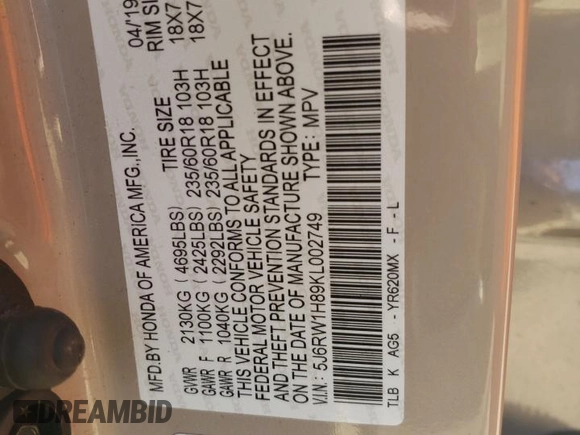 MFD.BY HONDA OF AMERICA MFG.,INC. 04/'19
TIRE SIZE RIM SIZ
GVWR 2130KG (4695LBS)
GAWR F 1100KG (2425LBS) 235/60R18 103H 18X7
GAWR R 1040KG (2292LBS) 235/60R18 103H 18X7
THIS VEHICLE CONFORMS TO ALL APPLICABLE
FEDERAL MOTOR VEHICLE SAFETY
AND THEFT PREVENTION STANDARDS IN EFFECT
ON THE DATE OF MANUFACTURE SHOWN ABOVE.
V.I.N.: 5J6RW1H89KL002749 TYPE: MPV
TLB K AG5 - YR620MX - F - L
DREAMBID